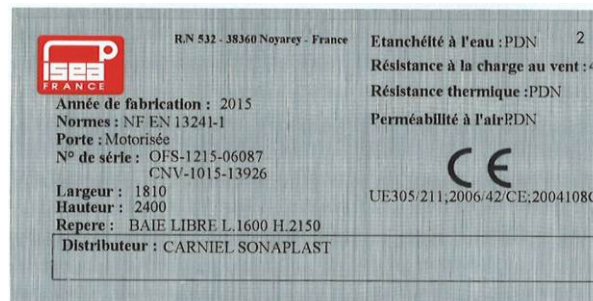 isea
FRANCE
R.N 532 - 38360 Noyarey - France
Année de fabrication : 2015
Normes : NF EN 13241-1
Porte : Motorisée
N° de série : OFS-1215-06087
CNV-1015-13926
Largeur : 1810
Hauteur : 2400
Repere : BAIE LIBRE L.1600 H.2150
Distributeur : CARNIEL SONAPLAST
Etanchéité à l'eau :PDN 2
Résistance à la charge au vent :4
Résistance thermique :PDN
Perméabilité à l'air PDN
CE
UE305/211;2006/42/CE;2004108C